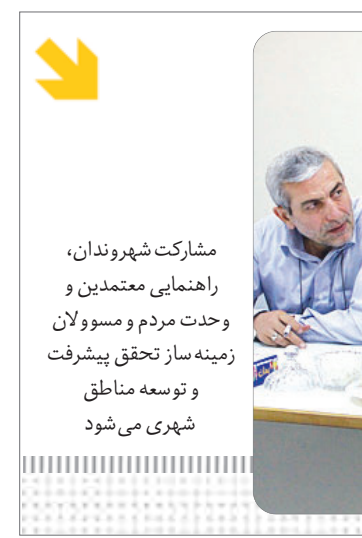 مشارکت شهروندان،
راهنمایی معتمدین و
وحدت مردم و مسوولان
زمینه‌ساز تحقق پیشرفت
و توسعه مناطق
شهری می‌شود